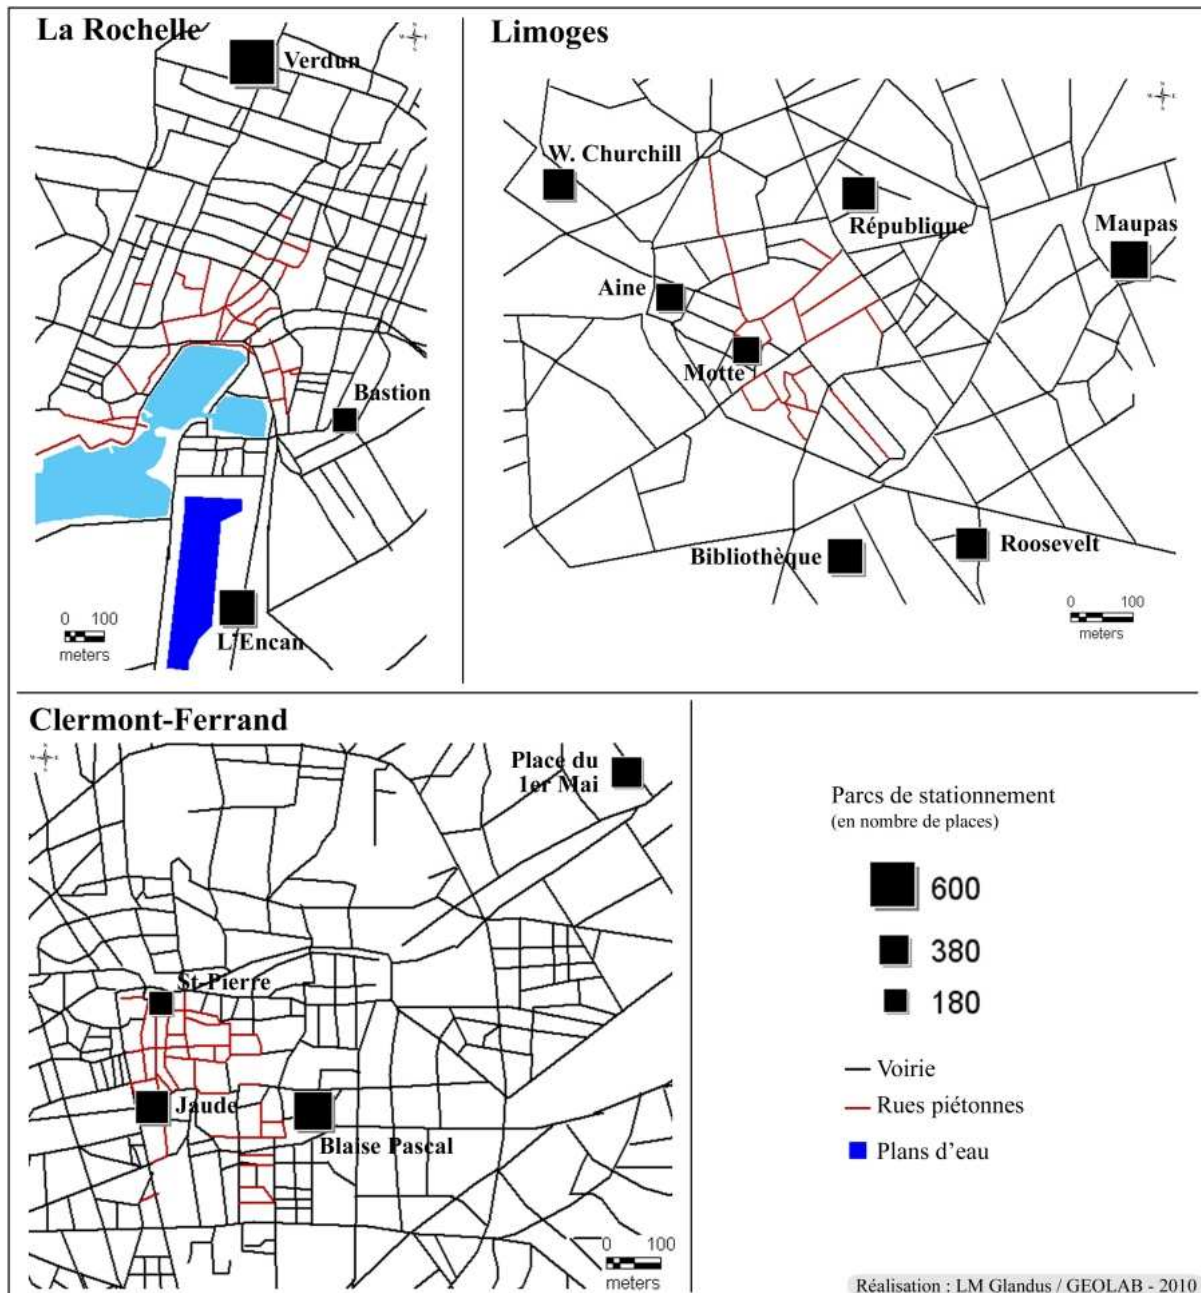 La Rochelle
Verdun
Bastion
0 100
meters
L'Encan
Limoges
W. Churchill
République
Maupas
Aine
Motte
Bibliothèque
Roosevelt
0 100
meters
Clermont-Ferrand
Place du
1er Mai
St-Pierre
Jaude
Blaise Pascal
0 100
meters
Parcs de stationnement
(en nombre de places)
600
380
180
Voirie
Rues piétonnes
Plans d'eau
Réalisation : LM Glandus / GEOLAB - 2010